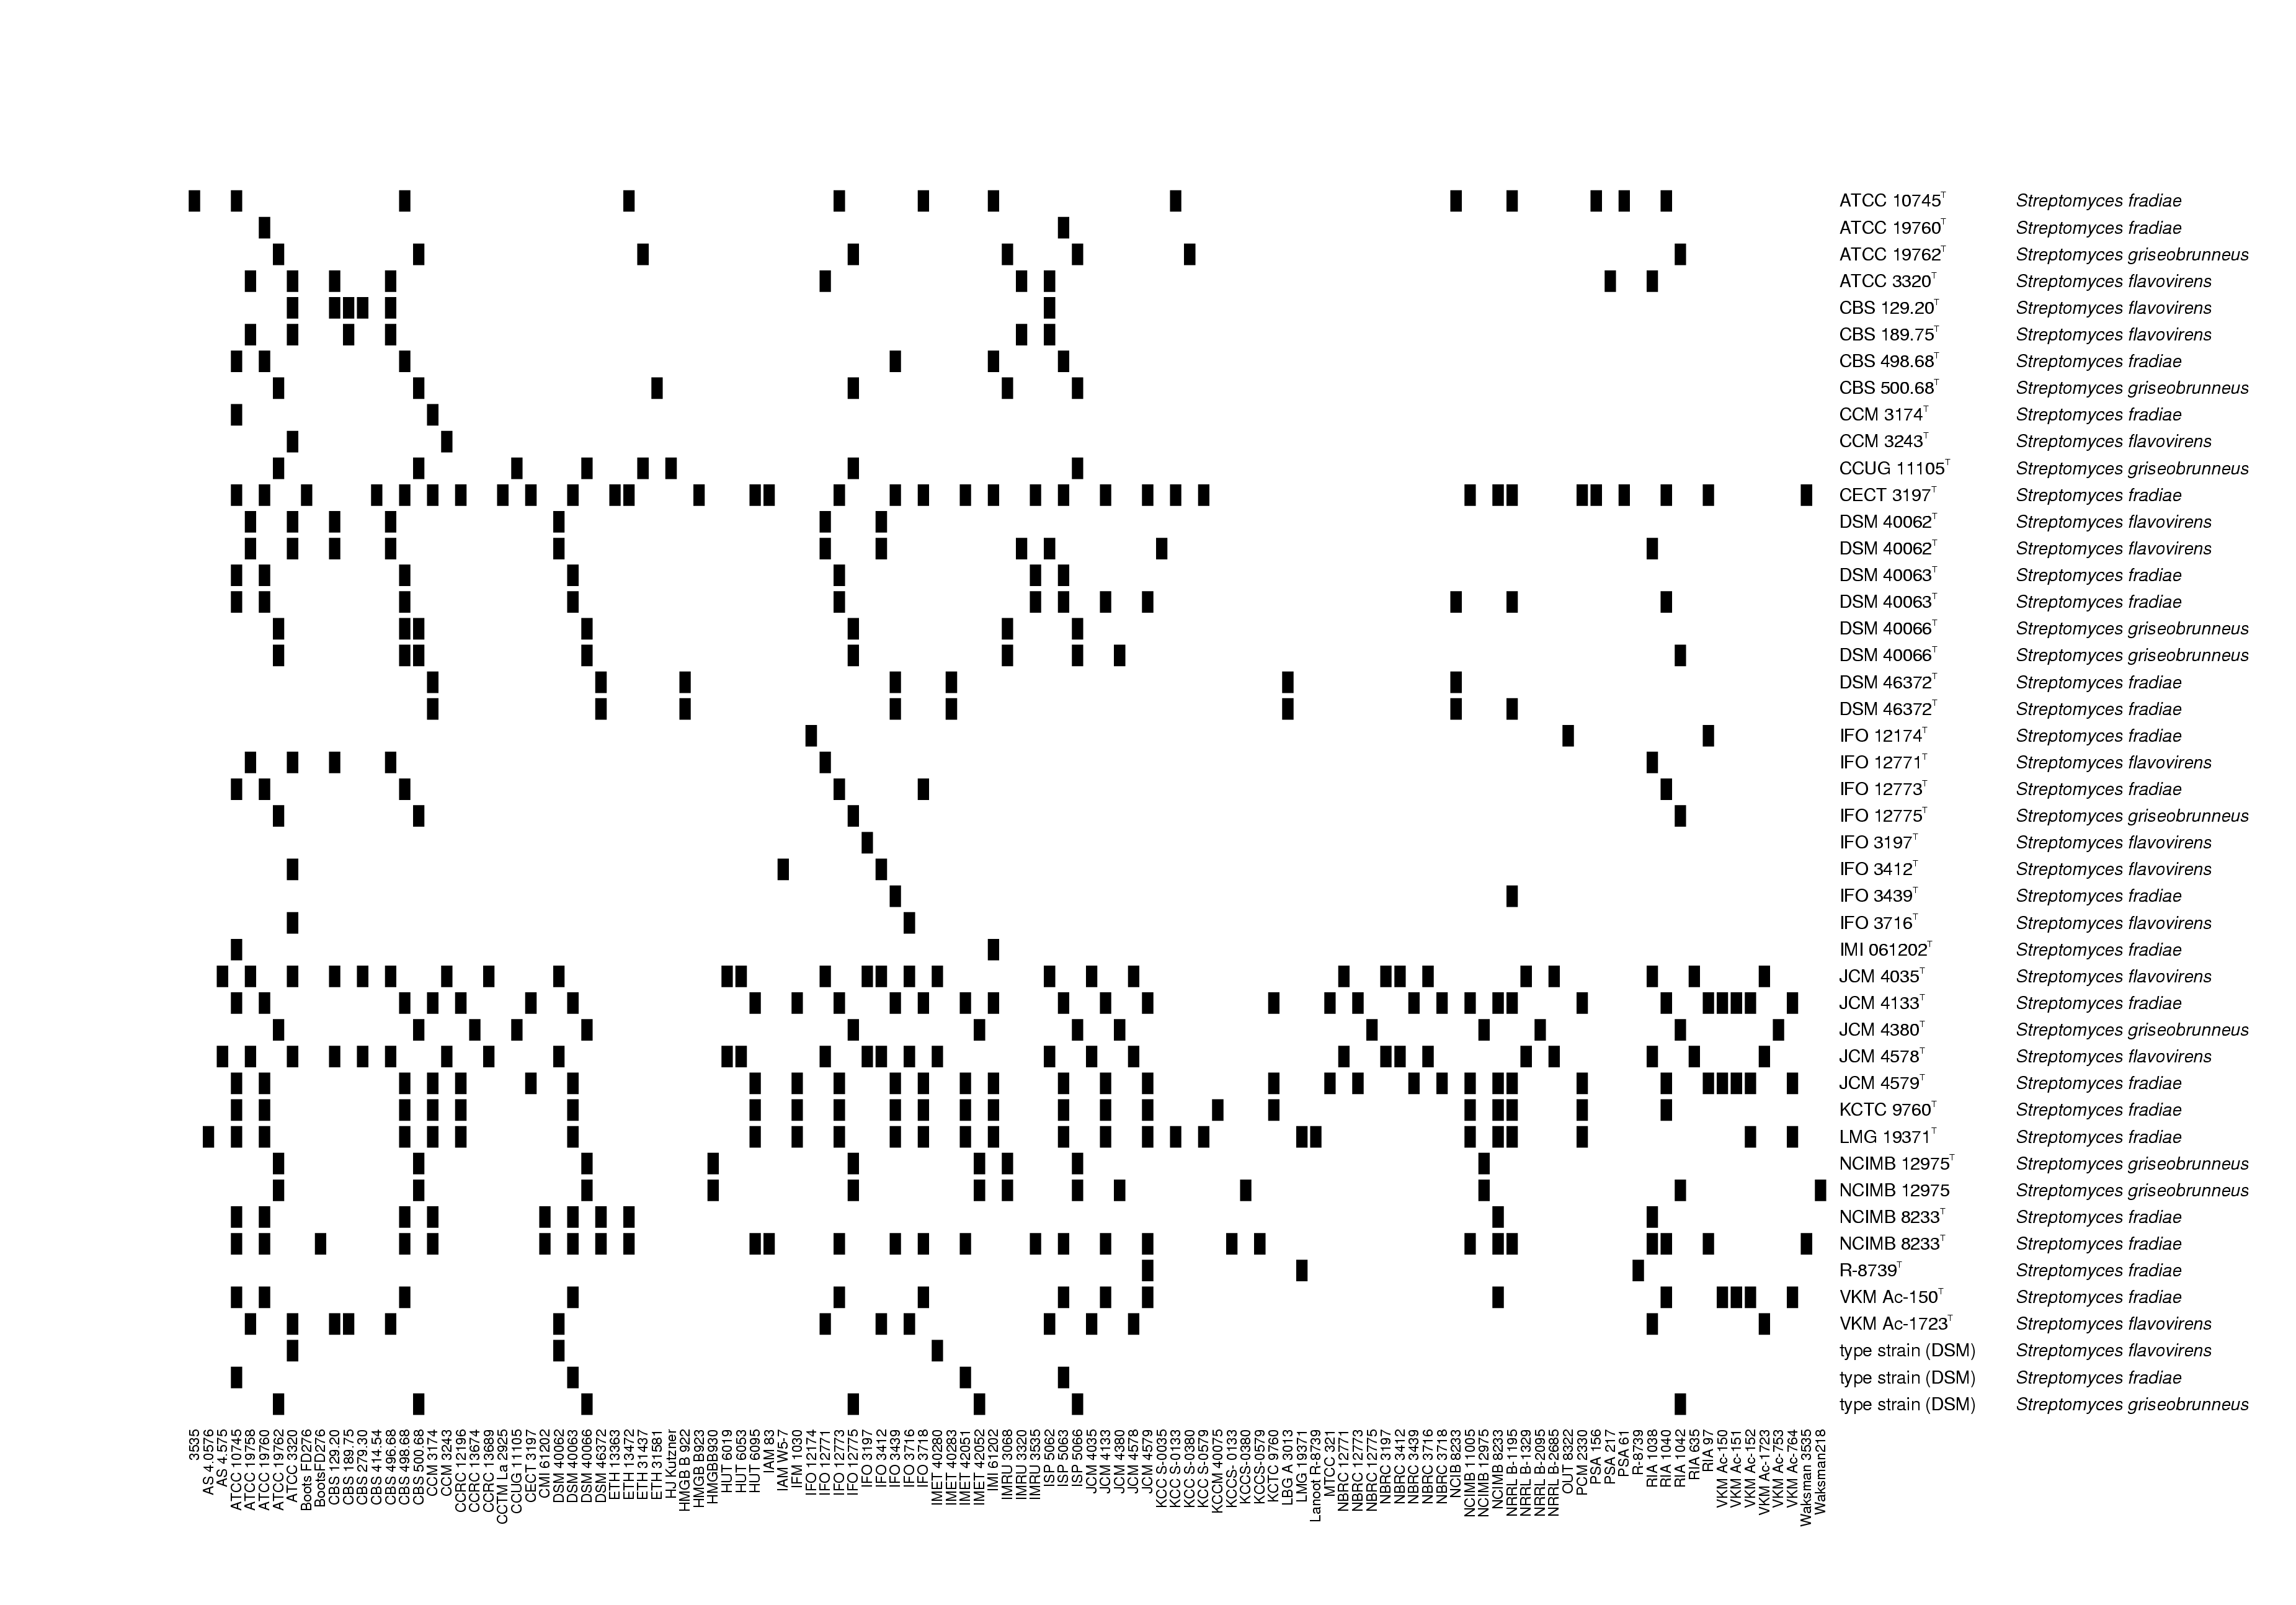 ATCC 10745T Streptomyces fradiae
ATCC 19760T Streptomyces fradiae
ATCC 19762T Streptomyces griseobrunneus
ATCC 3320T Streptomyces flavovirens
CBS 129.20T Streptomyces flavovirens
CBS 189.75T Streptomyces flavovirens
CBS 498.68T Streptomyces fradiae
CBS 500.68T Streptomyces griseobrunneus
CCM 3174T Streptomyces fradiae
CCM 3243T Streptomyces flavovirens
CCUG 11105T Streptomyces griseobrunneus
CECT 3197T Streptomyces fradiae
DSM 40062T Streptomyces flavovirens
DSM 40062T Streptomyces flavovirens
DSM 40063T Streptomyces fradiae
DSM 40063T Streptomyces fradiae
DSM 40066T Streptomyces griseobrunneus
DSM 40066T Streptomyces griseobrunneus
DSM 46372T Streptomyces fradiae
DSM 46372T Streptomyces fradiae
IFO 12174T Streptomyces fradiae
IFO 12771T Streptomyces flavovirens
IFO 12773T Streptomyces fradiae
IFO 12775T Streptomyces griseobrunneus
IFO 3197T Streptomyces flavovirens
IFO 3412T Streptomyces flavovirens
IFO 3439T Streptomyces fradiae
IFO 3716T Streptomyces flavovirens
IMI 061202T Streptomyces fradiae
JCM 4035T Streptomyces flavovirens
JCM 4133T Streptomyces fradiae
JCM 4380T Streptomyces griseobrunneus
JCM 4578T Streptomyces flavovirens
JCM 4579T Streptomyces fradiae
KCTC 9760T Streptomyces fradiae
LMG 19371T Streptomyces fradiae
NCIMB 12975T Streptomyces griseobrunneus
NCIMB 12975 Streptomyces griseobrunneus
NCIMB 8233T Streptomyces fradiae
NCIMB 8233T Streptomyces fradiae
R-8739T Streptomyces fradiae
VKM Ac-150T Streptomyces fradiae
VKM Ac-1723T Streptomyces flavovirens
type strain (DSM) Streptomyces flavovirens
type strain (DSM) Streptomyces fradiae
type strain (DSM) Streptomyces griseobrunneus
3535
AS 4.0576
AS 4.575
ATCC 10745
ATCC 19758
ATCC 19760
ATCC 19762
ATCC 3320
Boots FD276
BootsFD276
CBS 129.20
CBS 189.75
CBS 279.30
CBS 414.54
CBS 496.68
CBS 498.68
CBS 500.68
CCM 3174
CCM 3243
CCRC 12196
CCRC 13674
CCRC 13689
CCTM La 2925
CCUG 11105
CECT 3197
CMI 61202
DSM 40062
DSM 40063
DSM 40066
DSM 46372
ETH 13363
ETH 13472
ETH 31437
ETH 31581
HJ Kutzner
HMGB B 922
HMGB B923
HMGBB930
HUT 6019
HUT 6053
HUT 6095
IAM 83
IAM W5-7
IFM 1030
IFO 12174
IFO 12771
IFO 12773
IFO 12775
IFO 3197
IFO 3412
IFO 3439
IFO 3716
IFO 3718
IMET 40280
IMET 40283
IMET 42051
IMET 42052
IMI 61202
IMRU 3068
IMRU 3320
IMRU 3535
ISP 5062
ISP 5063
ISP 5066
JCM 4035
JCM 4133
JCM 4380
JCM 4578
JCM 4579
KCC S-0035
KCC S-0133
KCC S-0380
KCC S-0579
KCCM 40075
KCCS- 0133
KCCS-0380
KCCS-0579
KCTC 9760
LBG A 3013
LMG 19371
Lanoot R-8739
MTCC 321
NBRC 12771
NBRC 12773
NBRC 12775
NBRC 3197
NBRC 3412
NBRC 3439
NBRC 3716
NBRC 3718
NCIB 8233
NCIMB 11005
NCIMB 12975
NCIMB 8233
NRRL B-1195
NRRL B-1329
NRRL B-2095
NRRL B-2685
OUT 8322
PCM 2330
PSA 156
PSA 217
PSA 61
R-8739
RIA 1038
RIA 1040
RIA 1042
RIA 635
RIA 97
VKM Ac-150
VKM Ac-151
VKM Ac-152
VKM Ac-1723
VKM Ac-753
VKM Ac-764
Waksman 3535
Waksman218